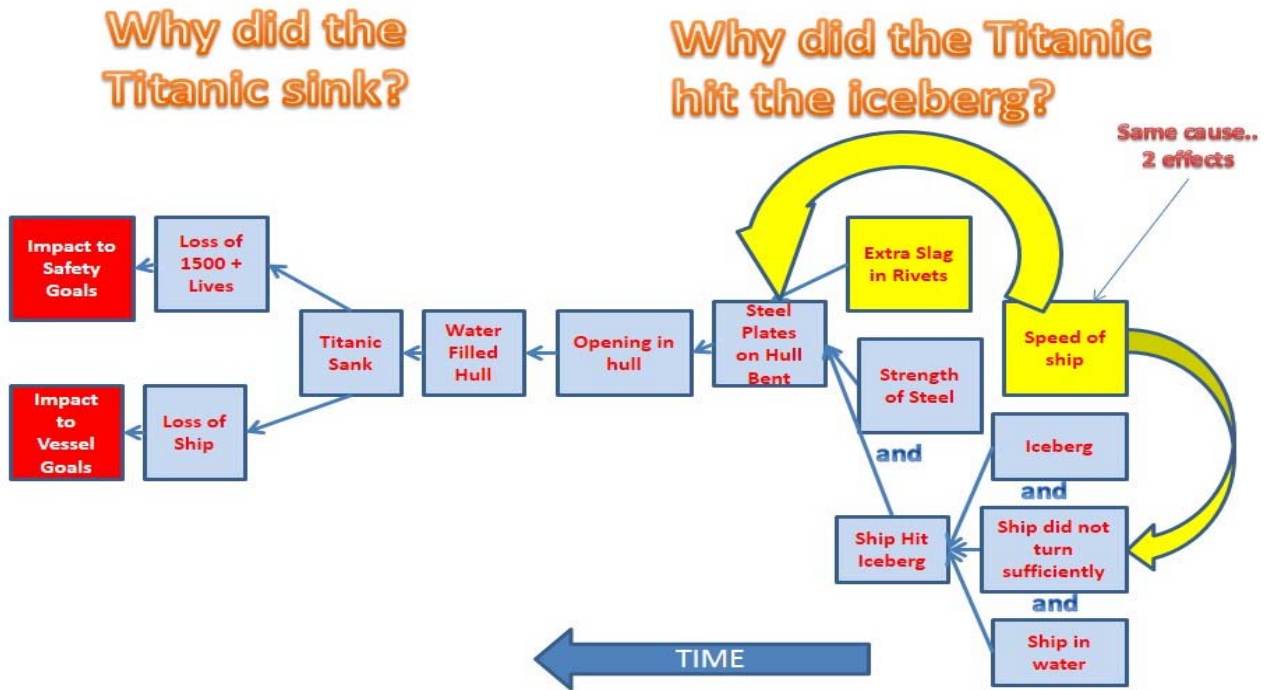 Why did the
Titanic sink?
Why did the Titanic
hit the iceberg?
Same cause..
2 effects
Impact to
Safety
Goals
Loss of
1500 +
Lives
Extra Slag
in Rivets
Titanic
Sank
Water
Filled
Hull
Opening in
hull
Steel
Plates
on Hull
Bent
Speed of
ship
Strength
of Steel
Impact
to
Vessel
Goals
Loss of
Ship
and
Iceberg
and
Ship Hit
Iceberg
Ship did not
turn
sufficiently
and
Ship in
water
TIME